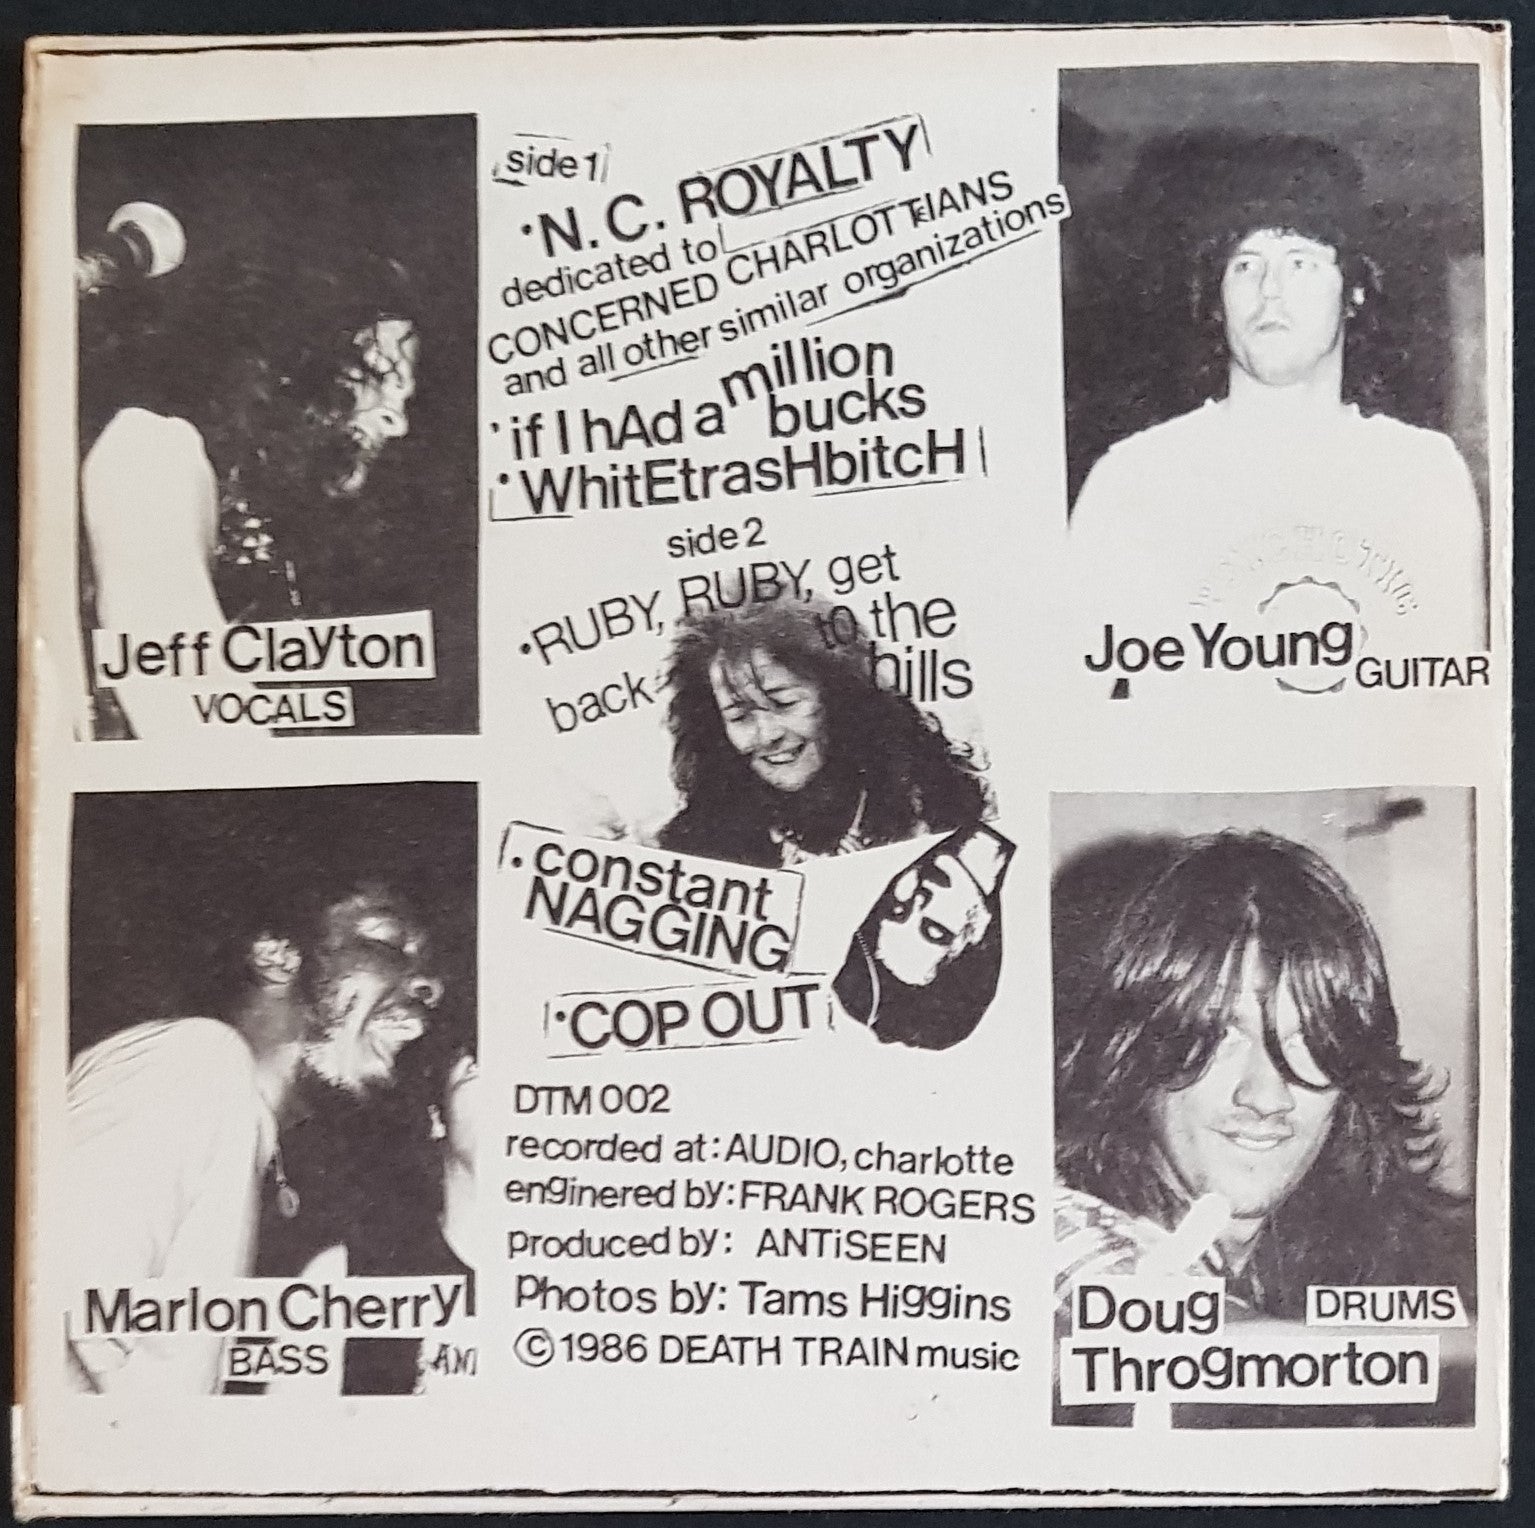 side 1
•N. C. ROYALTY
dedicated to
CONCERNED CHARLOTTEIANS
and all other similar organizations
•if I hAd a million
bucks
•WhitEtrasHbitcH
side 2
•RUBY, RUBY, get
back to the
hills
•constant
NAGGING
•COP OUT
DTM 002
recorded at: AUDIO, charlotte
enginered by: FRANK ROGERS
produced by: ANTiSEEN
Photos by: Tams Higgins
© 1986 DEATH TRAIN music
Jeff Clayton
VOCALS
Joe Young
GUITAR
Marlon Cherry
BASS
Doug
DRUMS
Throgmorton